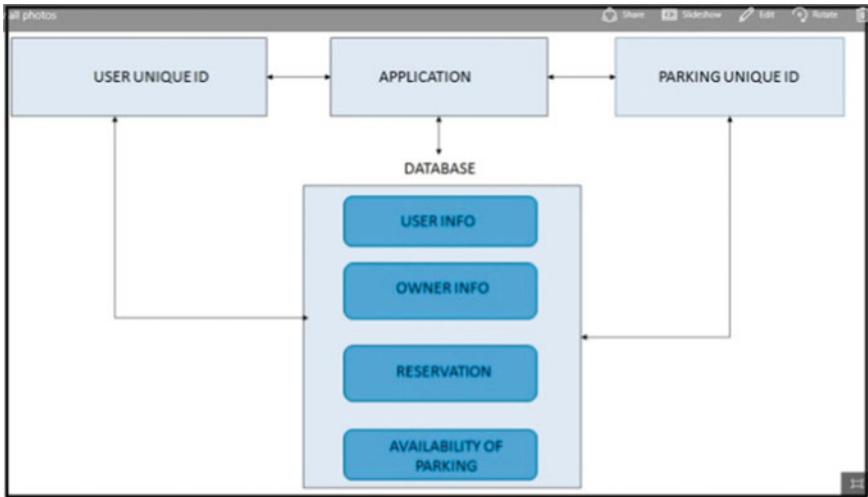 all photos
Share Slideshow Edit Rotate
USER UNIQUE ID
APPLICATION
PARKING UNIQUE ID
DATABASE
USER INFO
OWNER INFO
RESERVATION
AVAILABILITY OF
PARKING